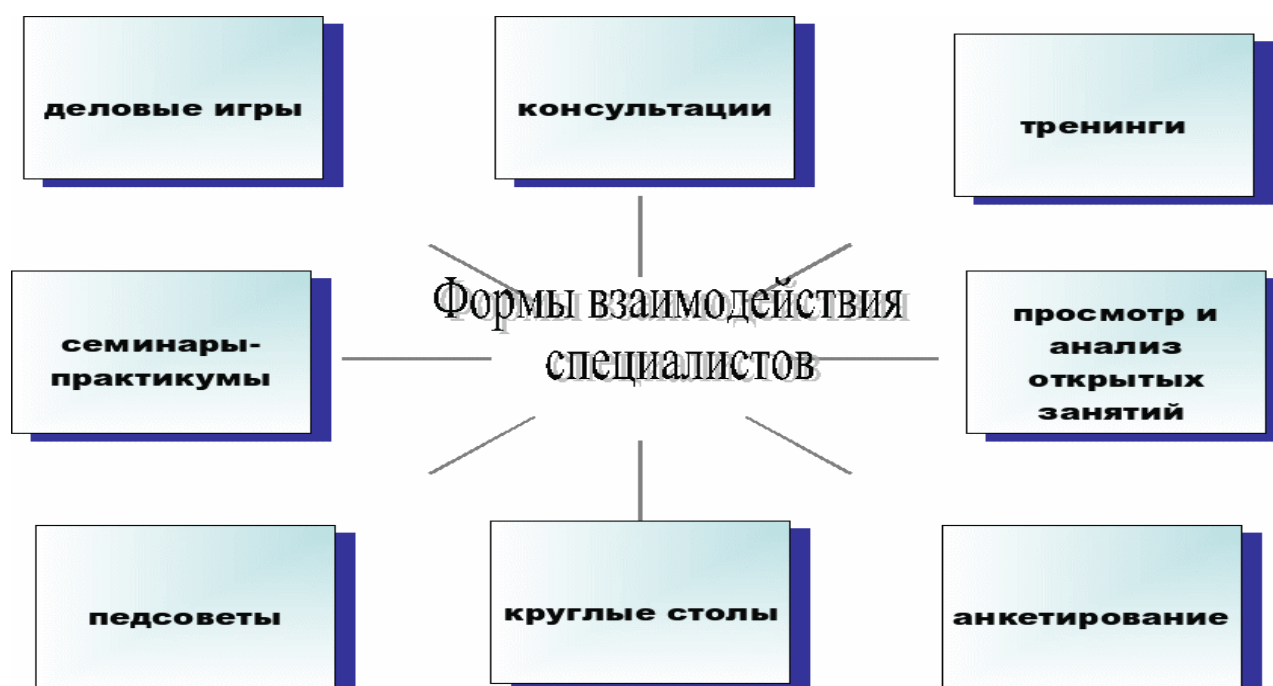 деловые игры
консультации
тренинги
Формы взаимодействия
специалистов
семинары-
практикумы
просмотр и
анализ
открытых
занятий
педсоветы
круглые столы
анкетирование